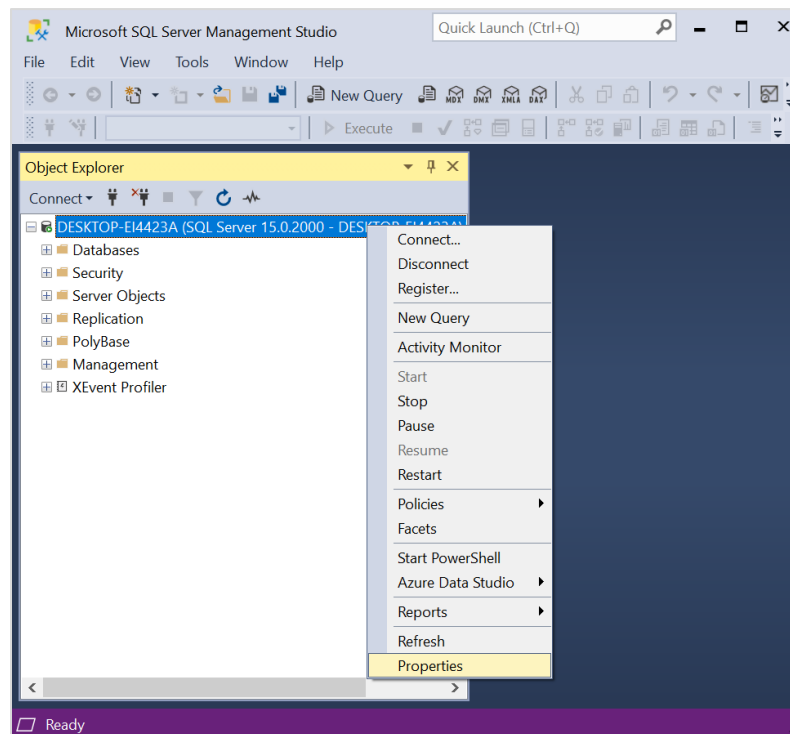 Microsoft SQL Server Management Studio
Quick Launch (Ctrl+Q)
File Edit View Tools Window Help
New Query MDX DMX XMLA DAX
Execute
Object Explorer
Connect
DESKTOP-EI4423A (SQL Server 15.0.2000 - DESKTOP-EI4423A)
Databases
Security
Server Objects
Replication
PolyBase
Management
XEvent Profiler
Connect...
Disconnect
Register...
New Query
Activity Monitor
Start
Stop
Pause
Resume
Restart
Policies
Facets
Start PowerShell
Azure Data Studio
Reports
Refresh
Properties
Ready